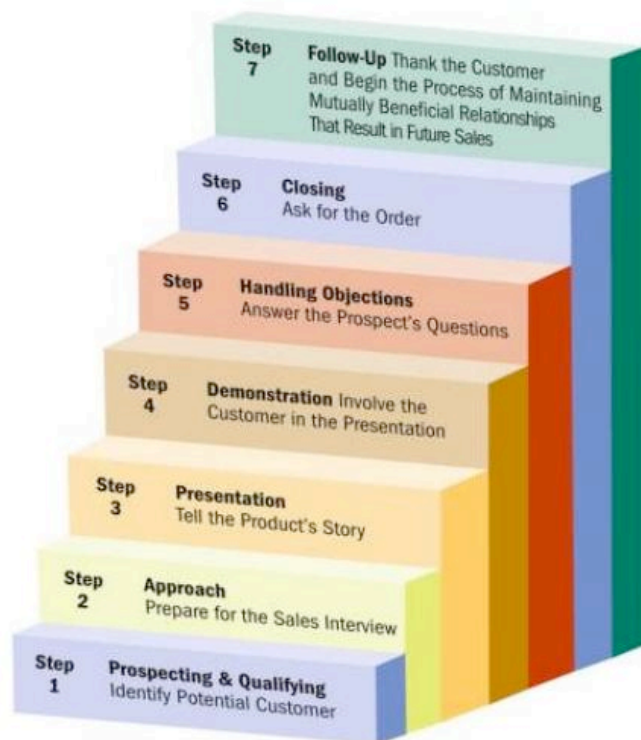 Step 7
Follow-Up Thank the Customer
and Begin the Process of Maintaining
Mutually Beneficial Relationships
That Result in Future Sales
Step 6
Closing
Ask for the Order
Step 5
Handling Objections
Answer the Prospect's Questions
Step 4
Demonstration Involve the
Customer in the Presentation
Step 3
Presentation
Tell the Product's Story
Step 2
Approach
Prepare for the Sales Interview
Step 1
Prospecting & Qualifying
Identify Potential Customer